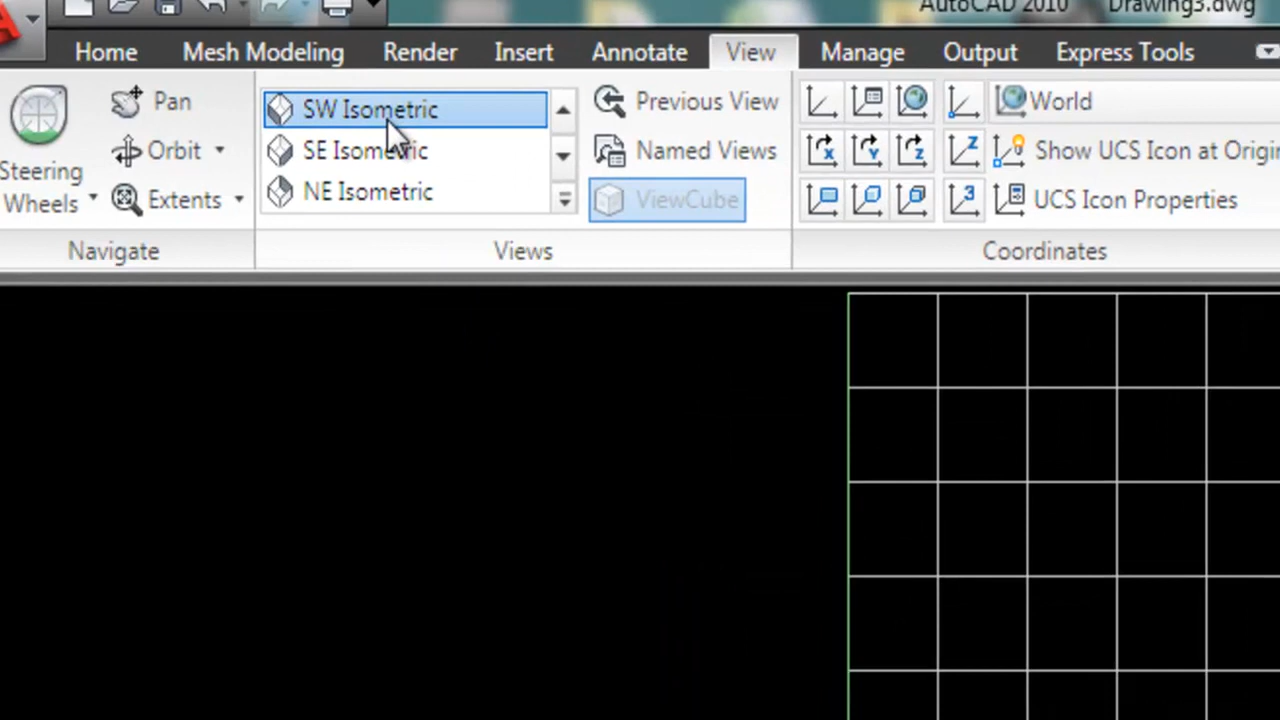 AutoCAD 2010 Drawing3.dwg
Home Mesh Modeling Render Insert Annotate View Manage Output Express Tools
Pan
Orbit
Extents
Steering
Wheels
Navigate
SW Isometric
SE Isometric
NE Isometric
Previous View
Named Views
ViewCube
Views
World
Show UCS Icon at Origin
UCS Icon Properties
Coordinates